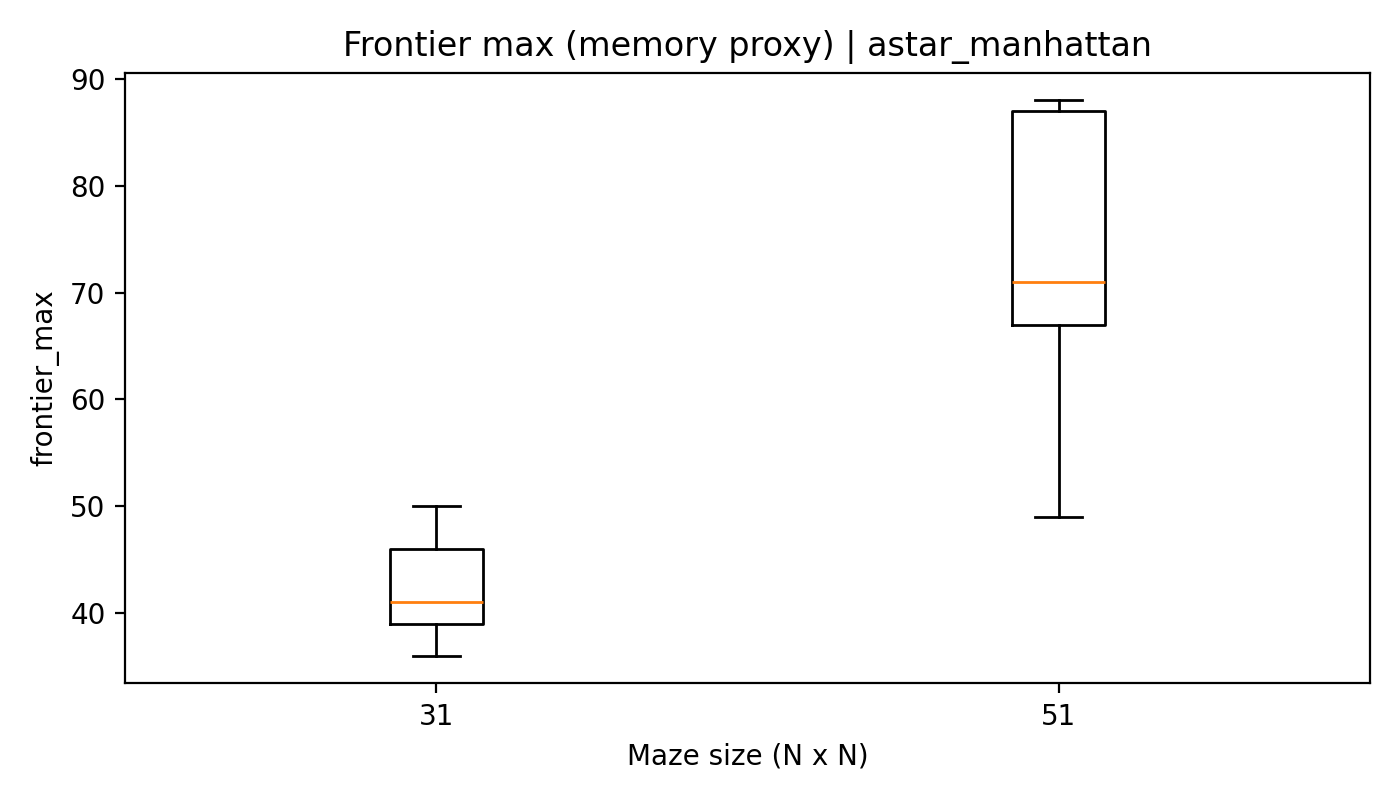 Frontier max (memory proxy) | astar_manhattan
90
80
70
60
50
40
frontier_max
31
51
Maze size (N x N)